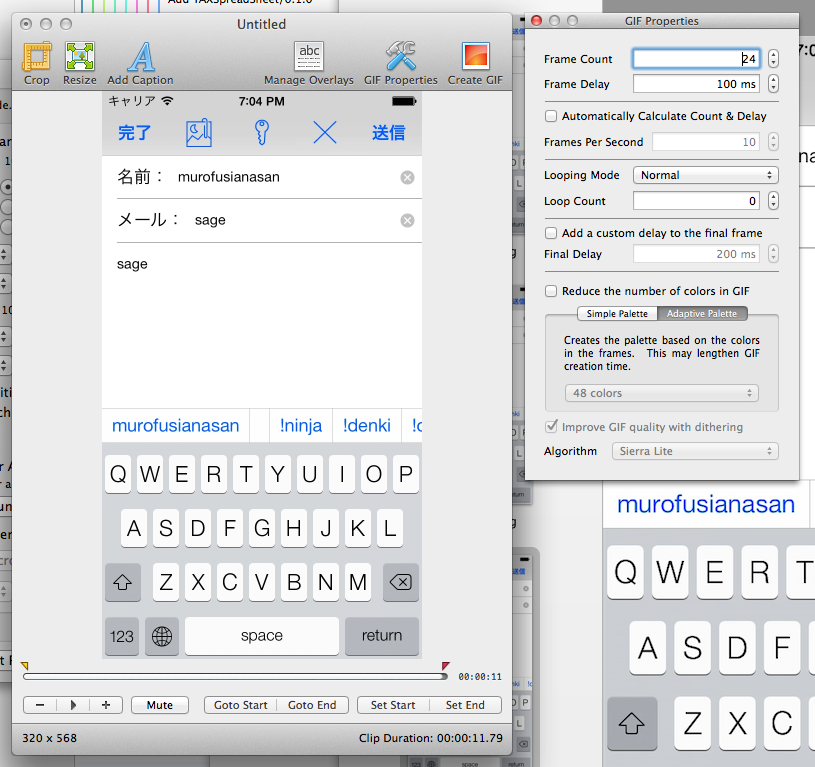 Add YAXSpreadSheet/0.1.0
Untitled
Crop
Resize
Add Caption
abc
Manage Overlays
GIF Properties
Create GIF
キャリア
7:04 PM
完了
送信
名前：
murofusianasan
メール：
sage
sage
murofusianasan
!ninja
!denki
Q W E R T Y U I O P
A S D F G H J K L
Z X C V B N M
123
space
return
00:00:11
Mute
Goto Start
Goto End
Set Start
Set End
320 x 568
Clip Duration: 00:00:11.79
GIF Properties
Frame Count
24
Frame Delay
100 ms
Automatically Calculate Count & Delay
Frames Per Second
10
Looping Mode
Normal
Loop Count
0
Add a custom delay to the final frame
Final Delay
200 ms
Reduce the number of colors in GIF
Simple Palette
Adaptive Palette
Creates the palette based on the colors
in the frames. This may lengthen GIF
creation time.
48 colors
Improve GIF quality with dithering
Algorithm
Sierra Lite
murofusianasan
Q W E R T
A S D F
Z X C